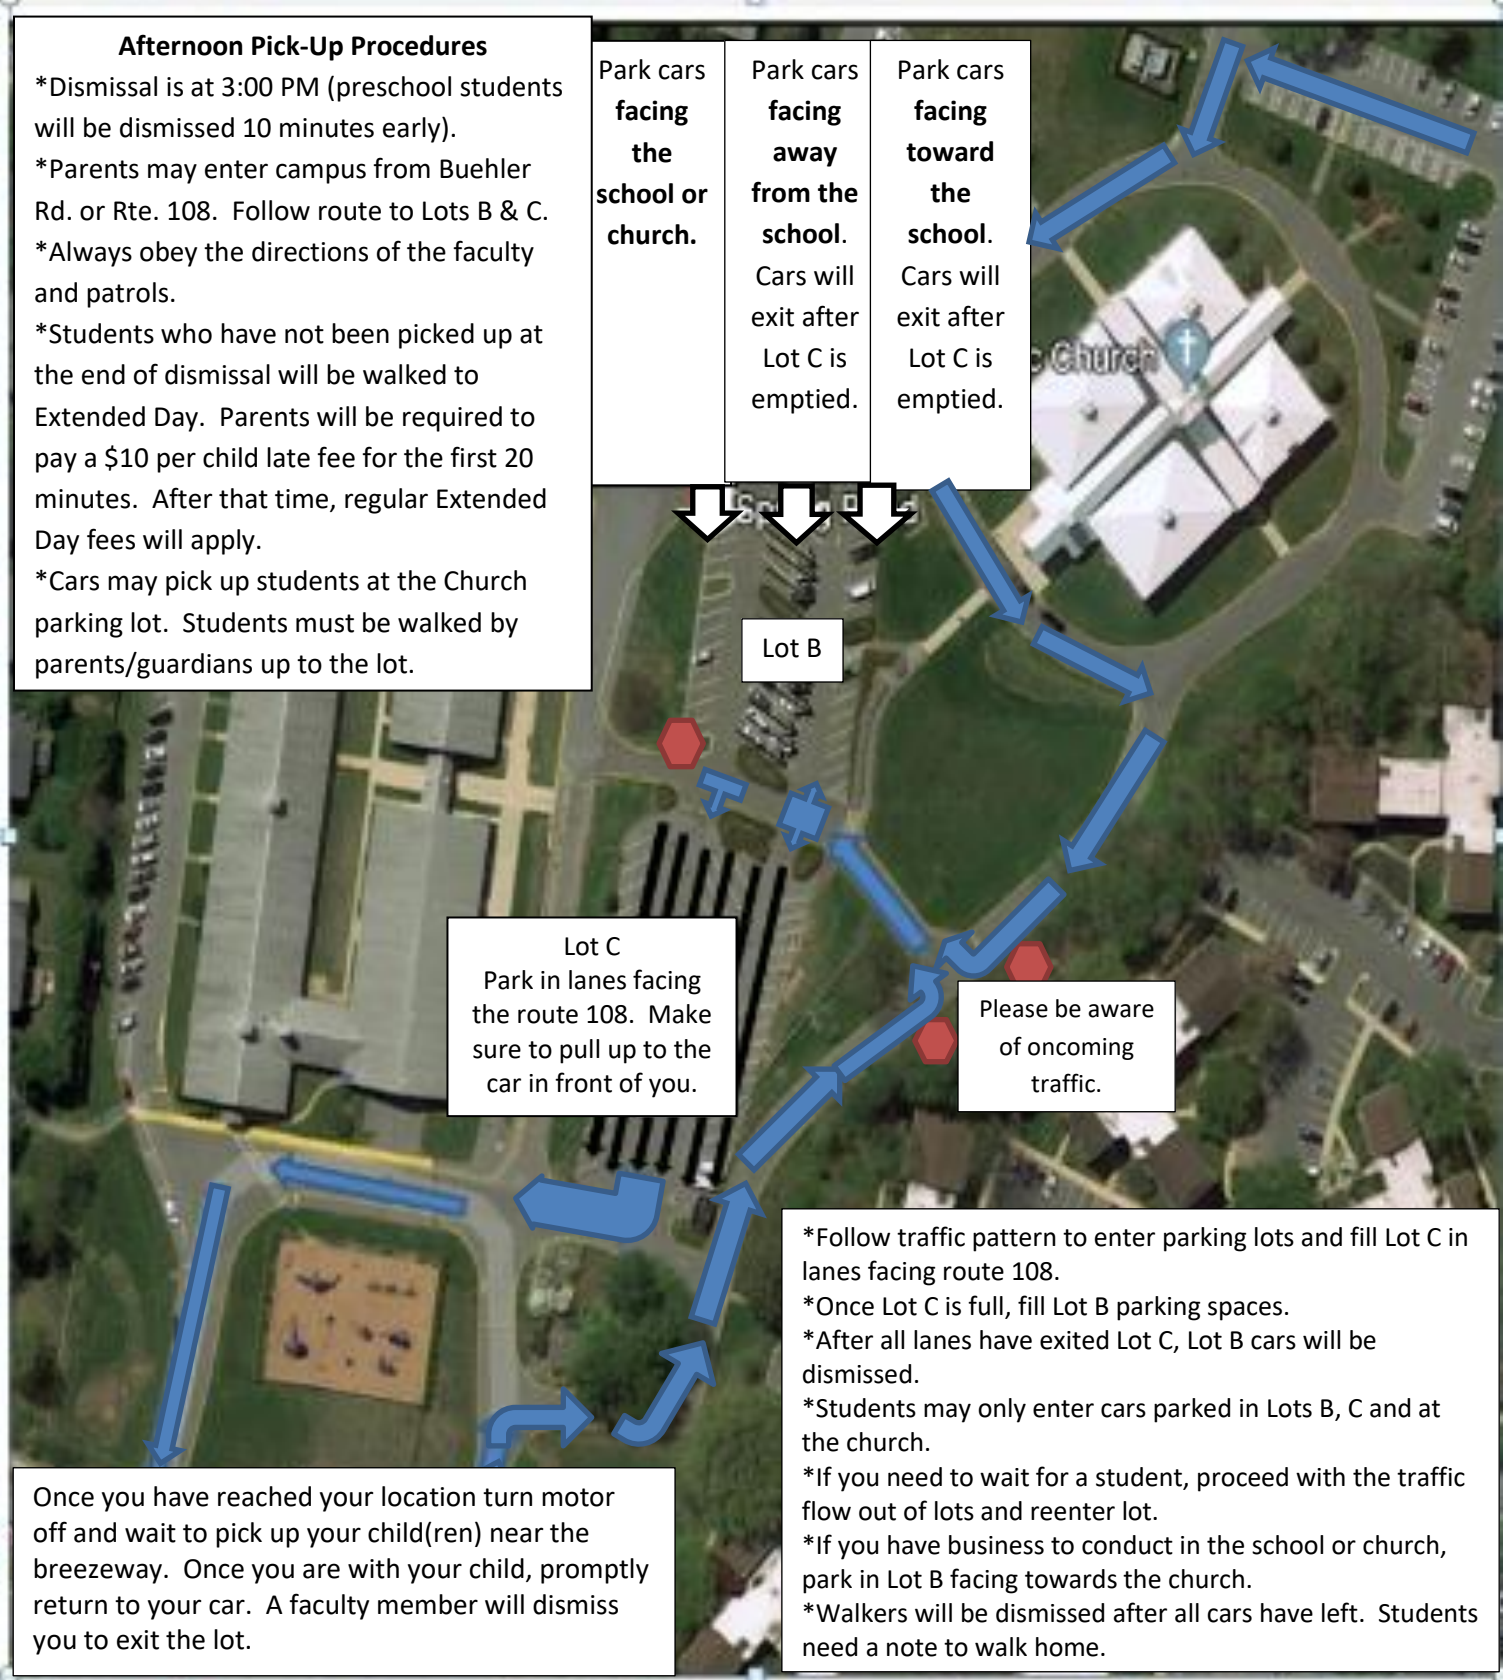 Afternoon Pick-Up Procedures
*Dismissal is at 3:00 PM (preschool students
will be dismissed 10 minutes early).
*Parents may enter campus from Buehler
Rd. or Rte. 108.  Follow route to Lots B & C.
*Always obey the directions of the faculty
and patrols.
*Students who have not been picked up at
the end of dismissal will be walked to
Extended Day.  Parents will be required to
pay a $10 per child late fee for the first 20
minutes.  After that time, regular Extended
Day fees will apply.
*Cars may pick up students at the Church
parking lot.  Students must be walked by
parents/guardians up to the lot.
Park cars
facing
the
school or
church.
Park cars
facing
away
from the
school.
Cars will
exit after
Lot C is
emptied.
Park cars
facing
toward
the
school.
Cars will
exit after
Lot C is
emptied.
c Church
Lot B
Lot C
Park in lanes facing
the route 108.  Make
sure to pull up to the
car in front of you.
Please be aware
of oncoming
traffic.
Once you have reached your location turn motor
off and wait to pick up your child(ren) near the
breezeway.  Once you are with your child, promptly
return to your car.  A faculty member will dismiss
you to exit the lot.
*Follow traffic pattern to enter parking lots and fill Lot C in
lanes facing route 108.
*Once Lot C is full, fill Lot B parking spaces.
*After all lanes have exited Lot C, Lot B cars will be
dismissed.
*Students may only enter cars parked in Lots B, C and at
the church.
*If you need to wait for a student, proceed with the traffic
flow out of lots and reenter lot.
*If you have business to conduct in the school or church,
park in Lot B facing towards the church.
*Walkers will be dismissed after all cars have left.  Students
need a note to walk home.